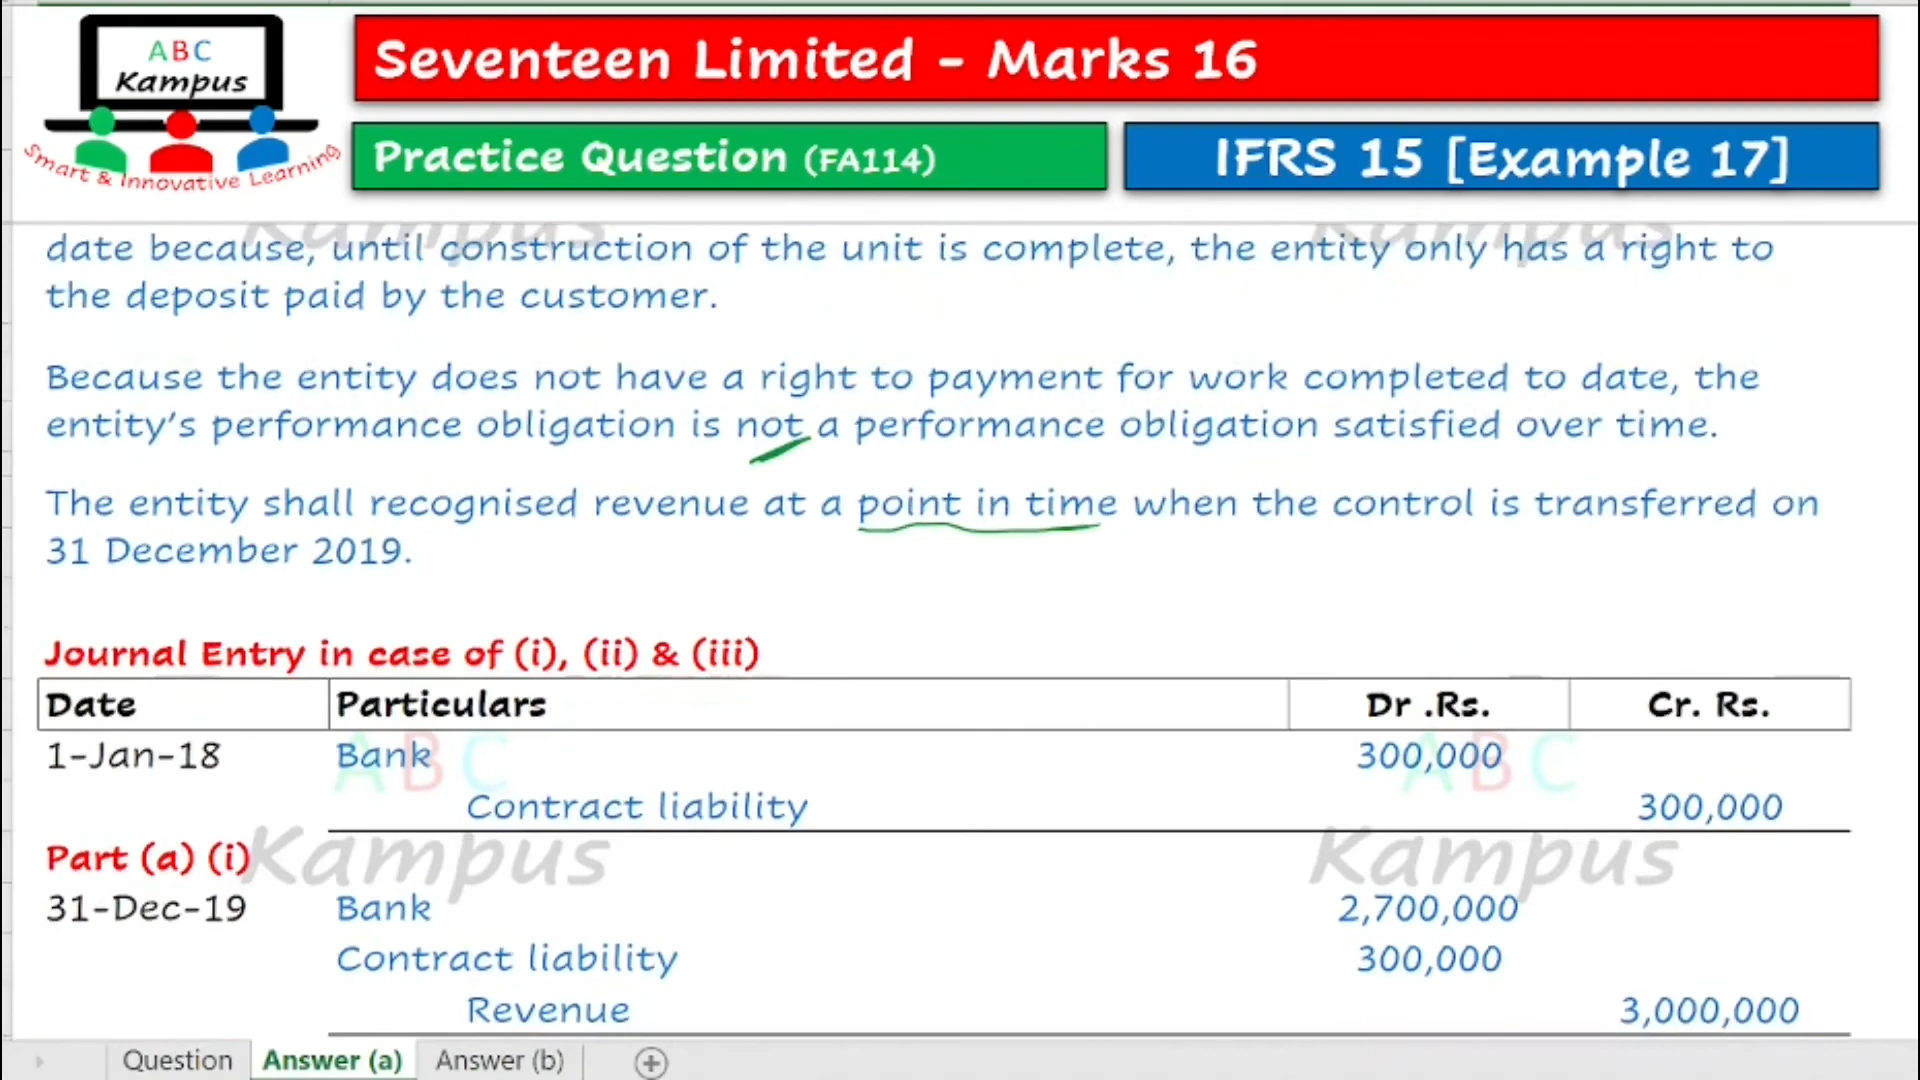 ABC
Kampus
Smart & Innovative Learning
Seventeen Limited - Marks 16
Practice Question (FA114)
IFRS 15 [Example 17]
Kampus
Kampus
date because, until construction of the unit is complete, the entity only has a right to
the deposit paid by the customer.
Because the entity does not have a right to payment for work completed to date, the
entity's performance obligation is not a performance obligation satisfied over time.
The entity shall recognised revenue at a point in time when the control is transferred on
31 December 2019.
Journal Entry in case of (i), (ii) & (iii)
Date Particulars Dr .Rs. Cr. Rs.
1-Jan-18 Bank 300,000
ABC
ABC
Contract liability 300,000
Part (a) (i)
Kampus
Kampus
31-Dec-19 Bank 2,700,000
Contract liability 300,000
Revenue 3,000,000
Question Answer (a) Answer (b)